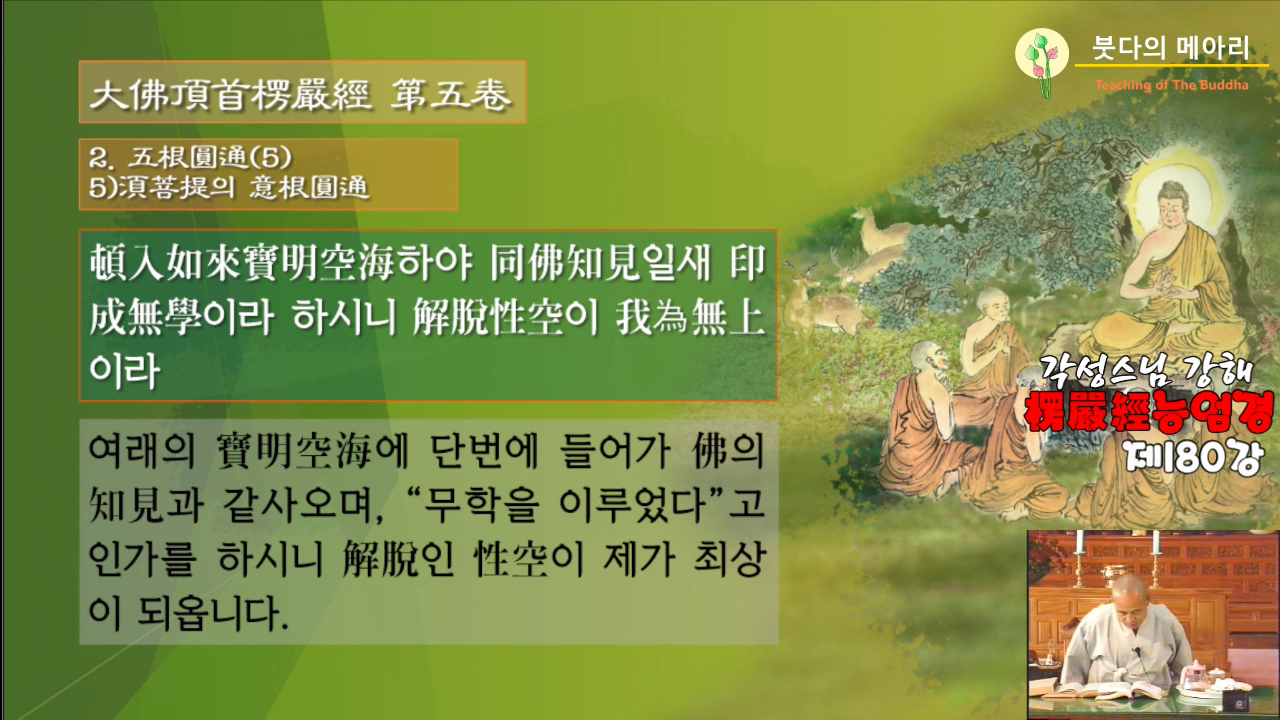 붓다의 메아리
Teaching of The Buddha
大佛頂首楞嚴經 第五卷
2. 五根圓通(5)
5)湏菩提의 意根圓通
頓入如來寶明空海하야 同佛知見일새 印
成無學이라 하시니 解脫性空이 我為無上
이라
여래의 寶明空海에 단번에 들어가 佛의
知見과 같사오며, “무학을 이루었다”고
인가를 하시니 解脫인 性空이 제가 최상
이 되옵니다.
각성스님 강해
楞嚴經능엄경
제180강